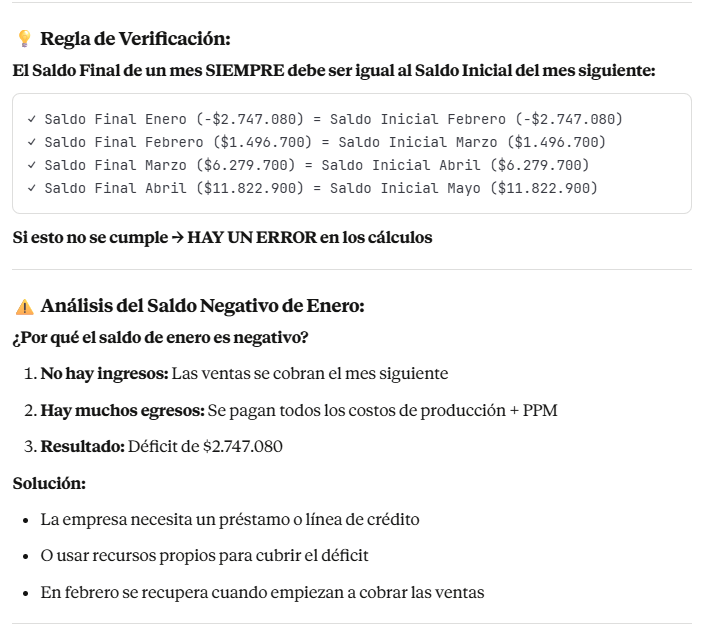 💡 Regla de Verificación:
El Saldo Final de un mes SIEMPRE debe ser igual al Saldo Inicial del mes siguiente:
✓ Saldo Final Enero (-$2.747.080) = Saldo Inicial Febrero (-$2.747.080)
✓ Saldo Final Febrero ($1.496.700) = Saldo Inicial Marzo ($1.496.700)
✓ Saldo Final Marzo ($6.279.700) = Saldo Inicial Abril ($6.279.700)
✓ Saldo Final Abril ($11.822.900) = Saldo Inicial Mayo ($11.822.900)
Si esto no se cumple → HAY UN ERROR en los cálculos
⚠️ Análisis del Saldo Negativo de Enero:
¿Por qué el saldo de enero es negativo?
1. No hay ingresos: Las ventas se cobran el mes siguiente
2. Hay muchos egresos: Se pagan todos los costos de producción + PPM
3. Resultado: Déficit de $2.747.080
Solución:
• La empresa necesita un préstamo o línea de crédito
• O usar recursos propios para cubrir el déficit
• En febrero se recupera cuando empiezan a cobrar las ventas